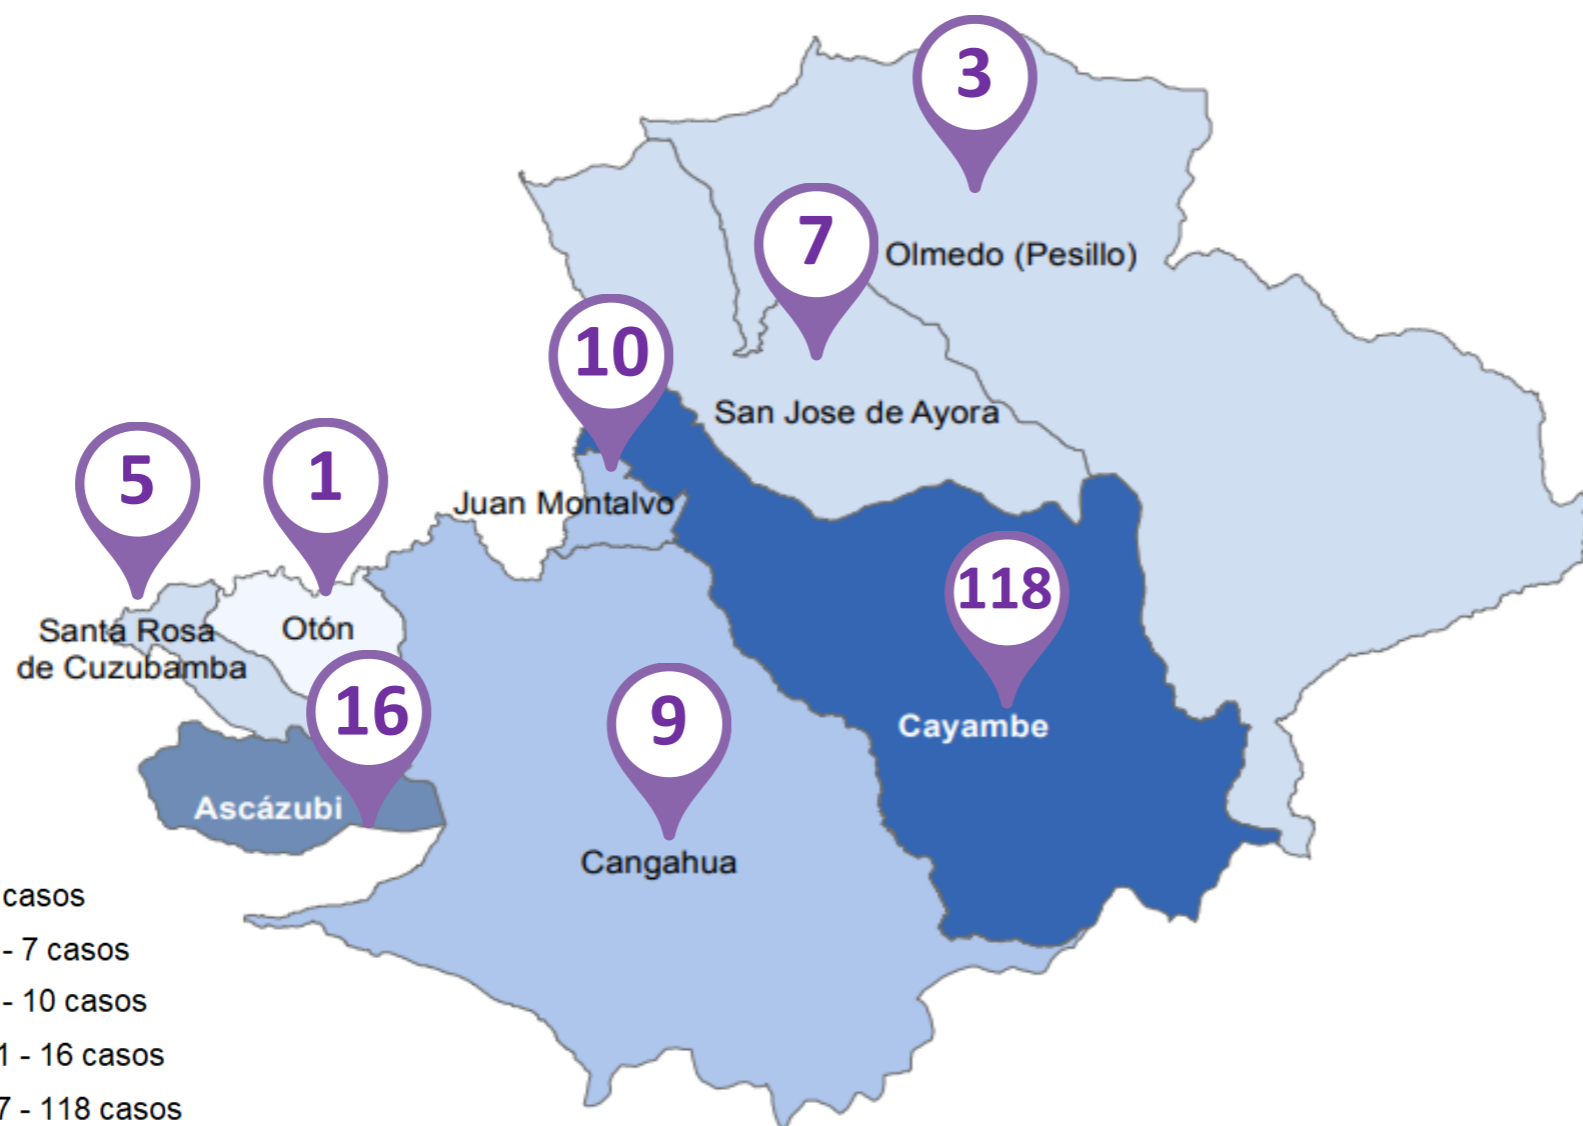 3
7
Olmedo (Pesillo)
10
San Jose de Ayora
5
1
Juan Montalvo
118
Santa Rosa
de Cuzubamba
Otón
16
9
Cayambe
Ascázubi
Cangahua
casos
- 7 casos
- 10 casos
1 - 16 casos
7 - 118 casos